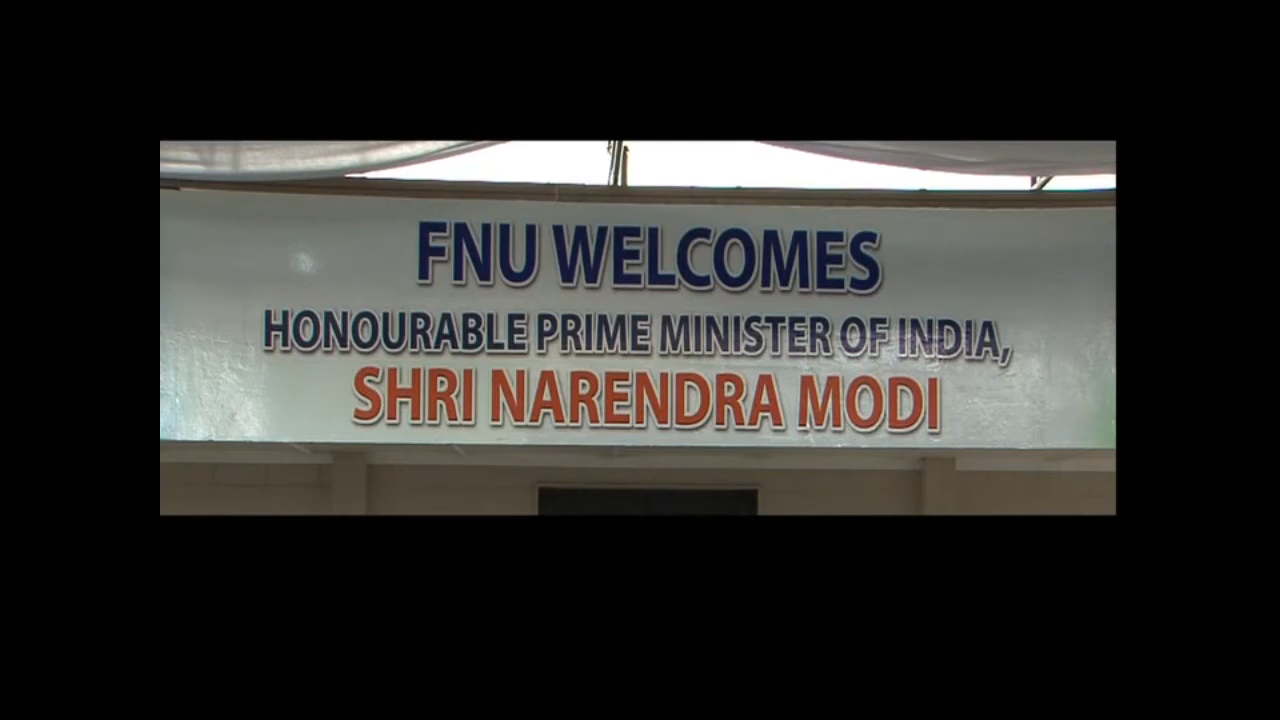 FNU WELCOMES
HONOURABLE PRIME MINISTER OF INDIA,
SHRI NARENDRA MODI